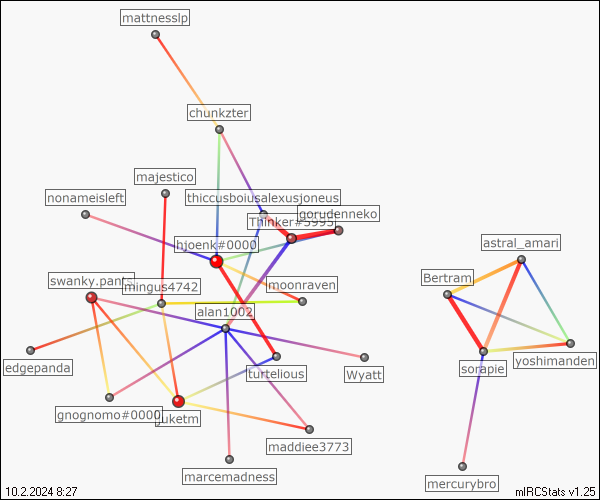 mattnesslp
chunkzter
majestico
nonameisleft
thiccusboiusalexusjoneus
gorudenneko
Thinker#5995
hjoenk#0000
astral_amari
swanky.pants
mingus4742
moonraven
Bertram
alan1002
edgepanda
turtelious
Wyatt
sorapie
yoshimanden
gnognomo#0000
juketm
maddiee3773
marcemadness
mercurybro
10.2.2024 8:27
mIRCStats v1.25